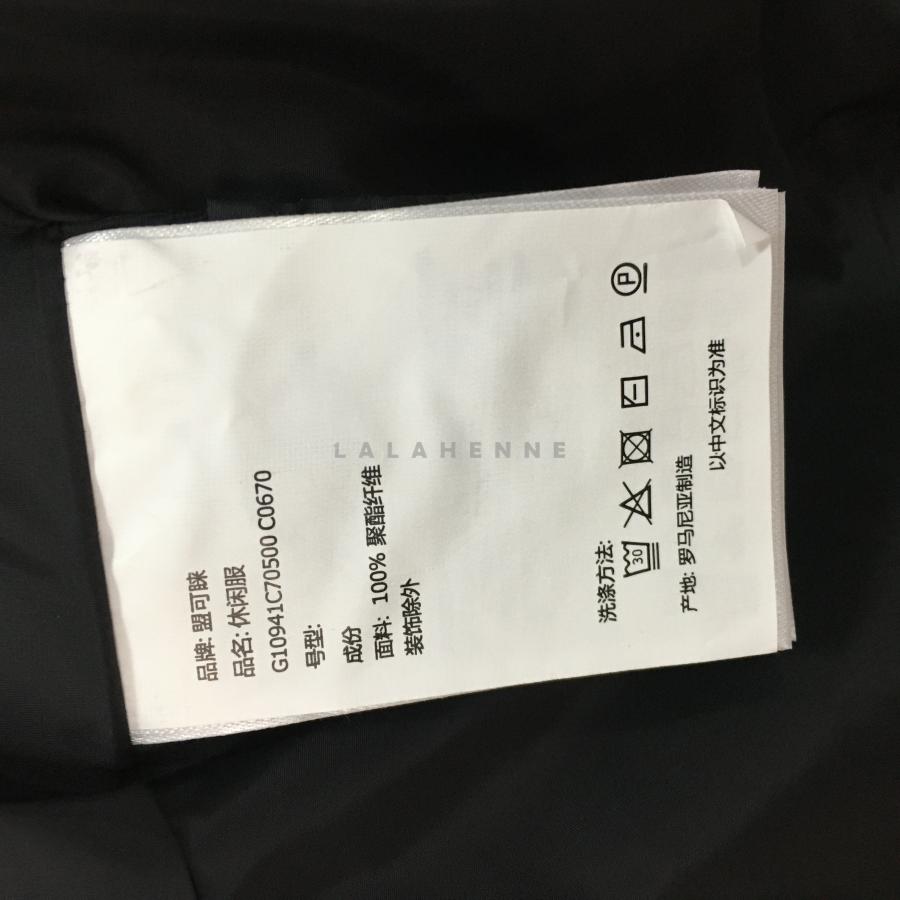 品牌: 盟可睐
品名: 休闲服
G10941C70500 C0670
号型:
成份
面料: 100% 聚酯纤维
装饰除外
洗涤方法:
30
P
产地: 罗马尼亚制造
以中文标识为准
LALAHENNE